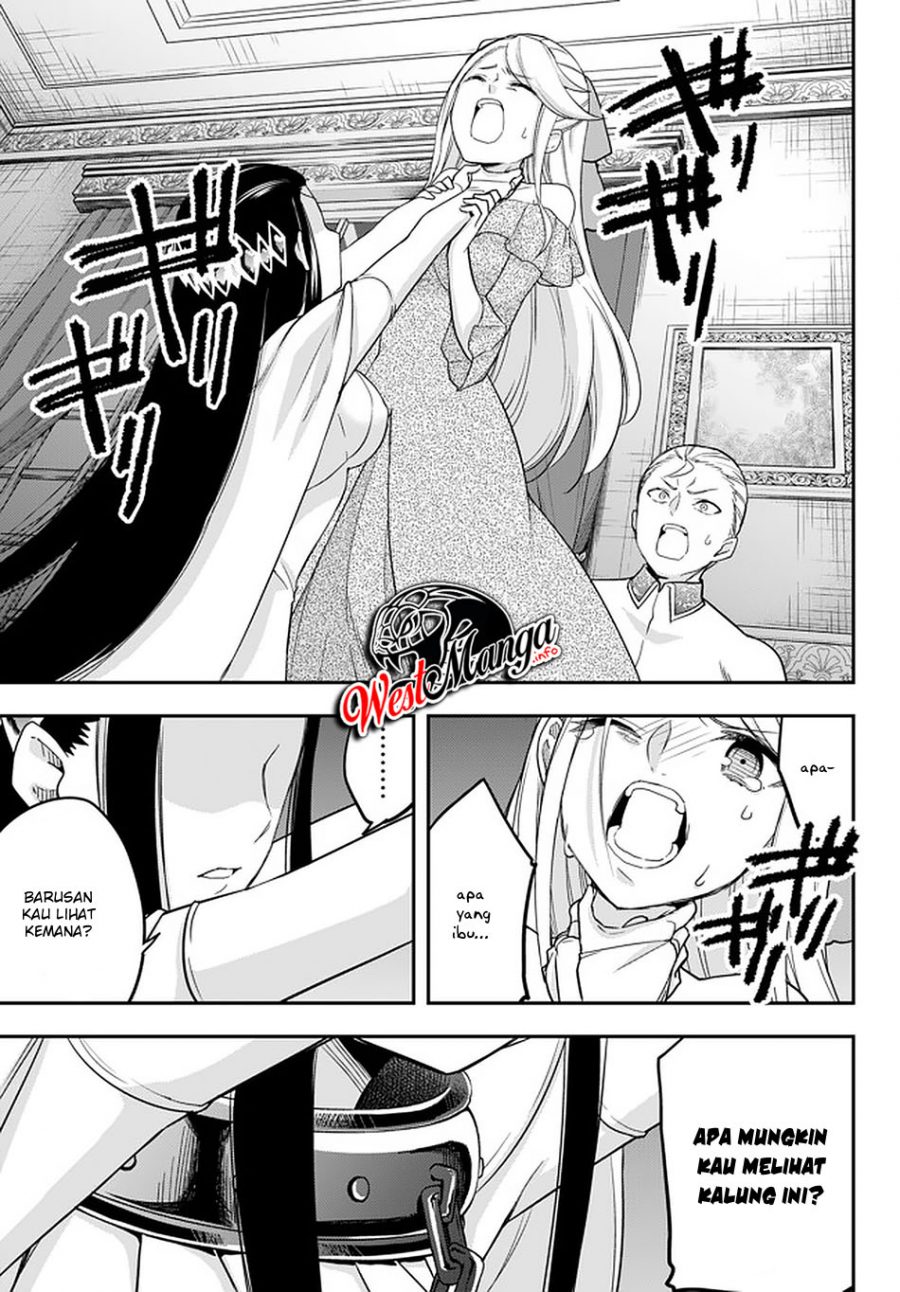 ギリ
ギリ
ギリ
ギリ
WestManga
.info
apa-
apa
yang
ibu...
ギリ
ギリ
..........
BARUSAN
KAU LIHAT
KEMANA?
APA MUNGKIN
KAU MELIHAT
KALUNG INI?